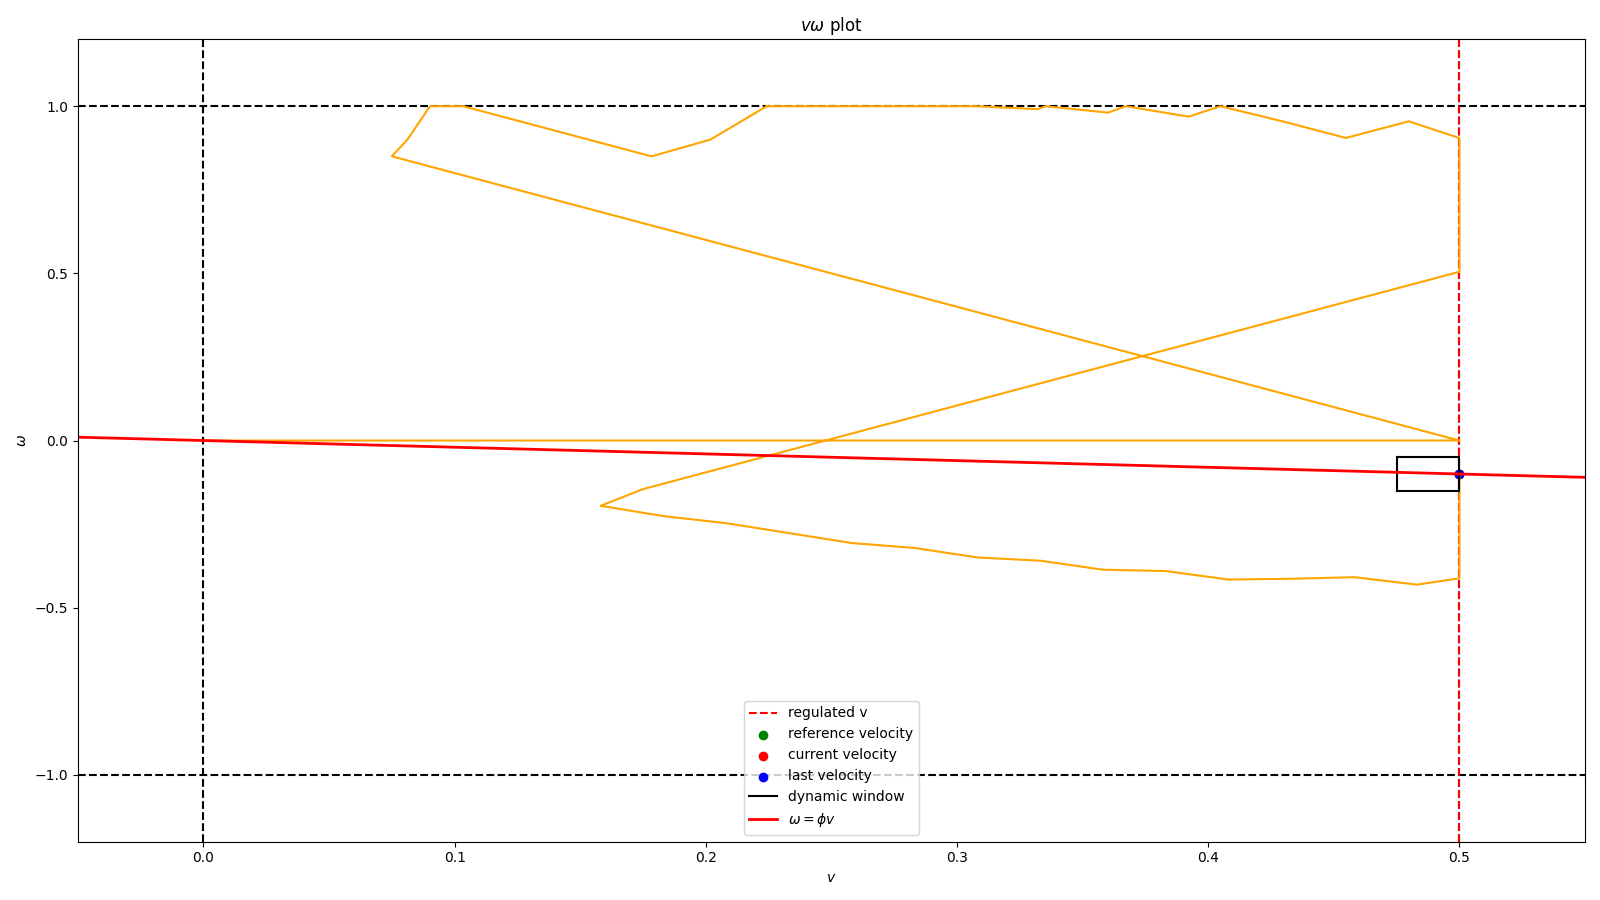 vω plot
1.0
0.5
0.0
−0.5
−1.0
ω
0.0 0.1 0.2 0.3 0.4 0.5
v
regulated v
reference velocity
current velocity
last velocity
dynamic window
ω = ϕv